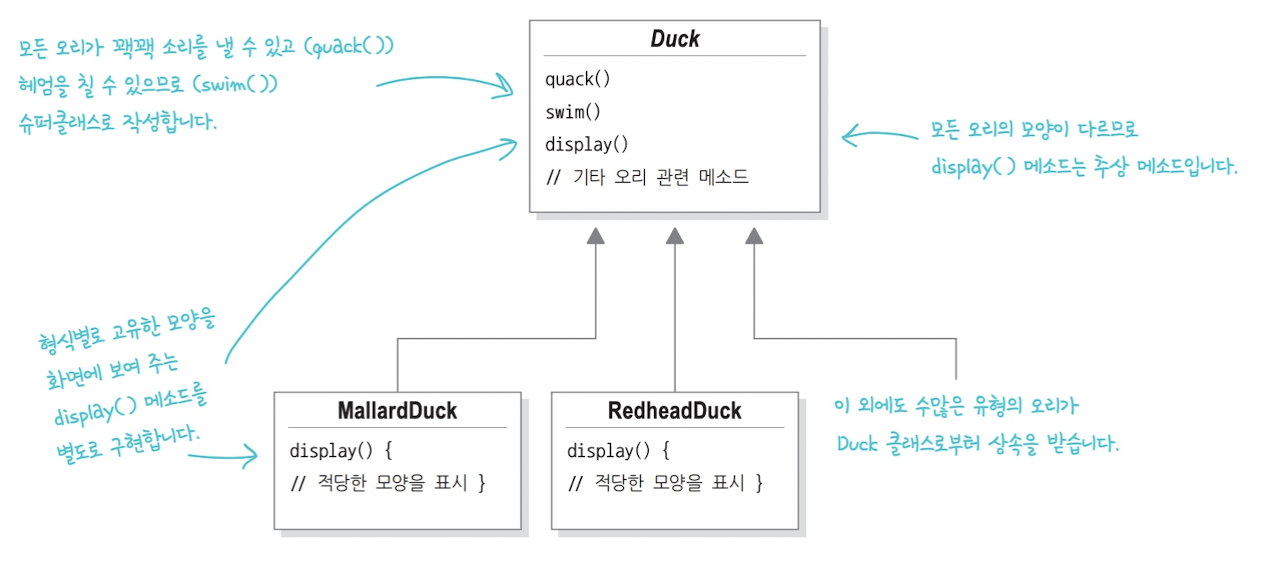 모든 오리가 꽥꽥 소리를 낼 수 있고 (quack())
헤엄을 칠 수 있으므로 (swim())
슈퍼클래스로 작성합니다.
Duck
quack()
swim()
display()
// 기타 오리 관련 메소드
모든 오리의 모양이 다르므로
display() 메소드는 추상 메소드입니다.
형식별로 고유한 모양을
화면에 보여 주는
display() 메소드를
별도로 구현합니다.
MallardDuck
display() {
// 적당한 모양을 표시 }
RedheadDuck
display() {
// 적당한 모양을 표시 }
이 외에도 수많은 유형의 오리가
Duck 클래스로부터 상속을 받습니다.